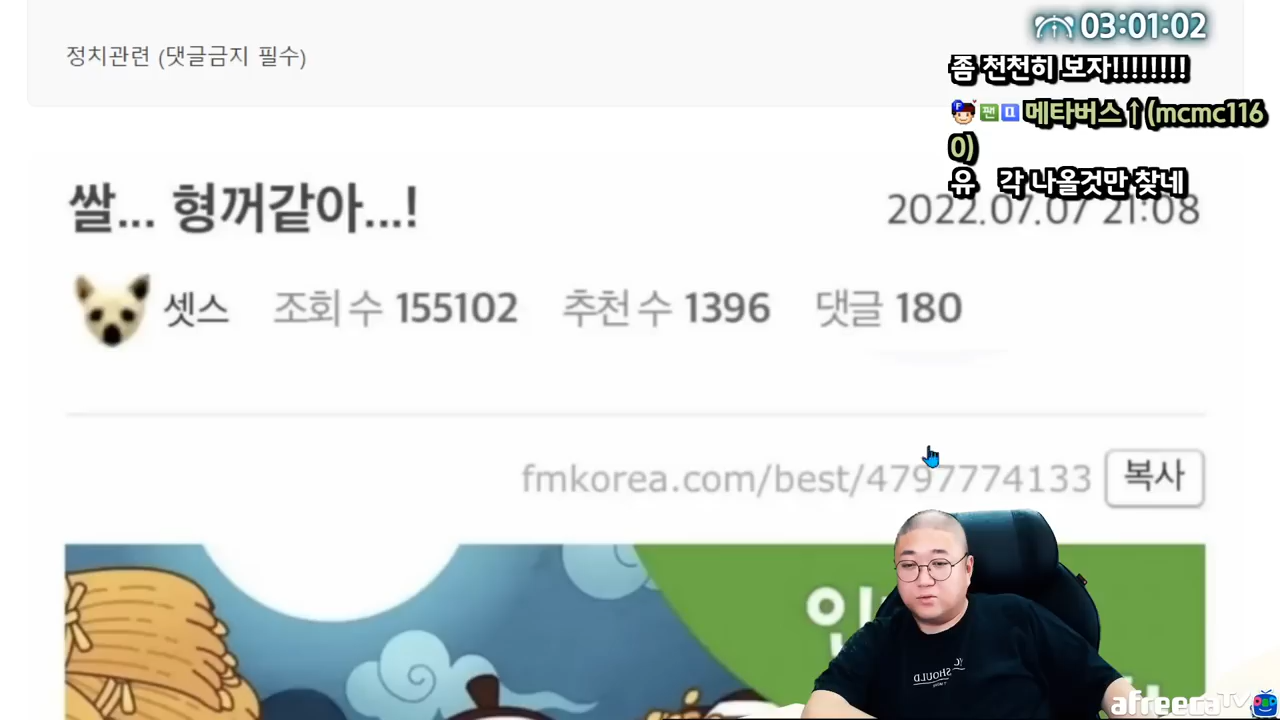 03:01:02
정치관련 (댓글금지 필수)
좀 천천히 보자!!!!!!!!
팬 메타버스↑(mcmc116
0)
유 각 나올것만 찾네
쌀... 형꺼같아...!
2022.07.07 21:08
셋스 조회 수 155102 추천 수 1396 댓글 180
fmkorea.com/best/4797774133 복사
SHOULD
afreecaTV